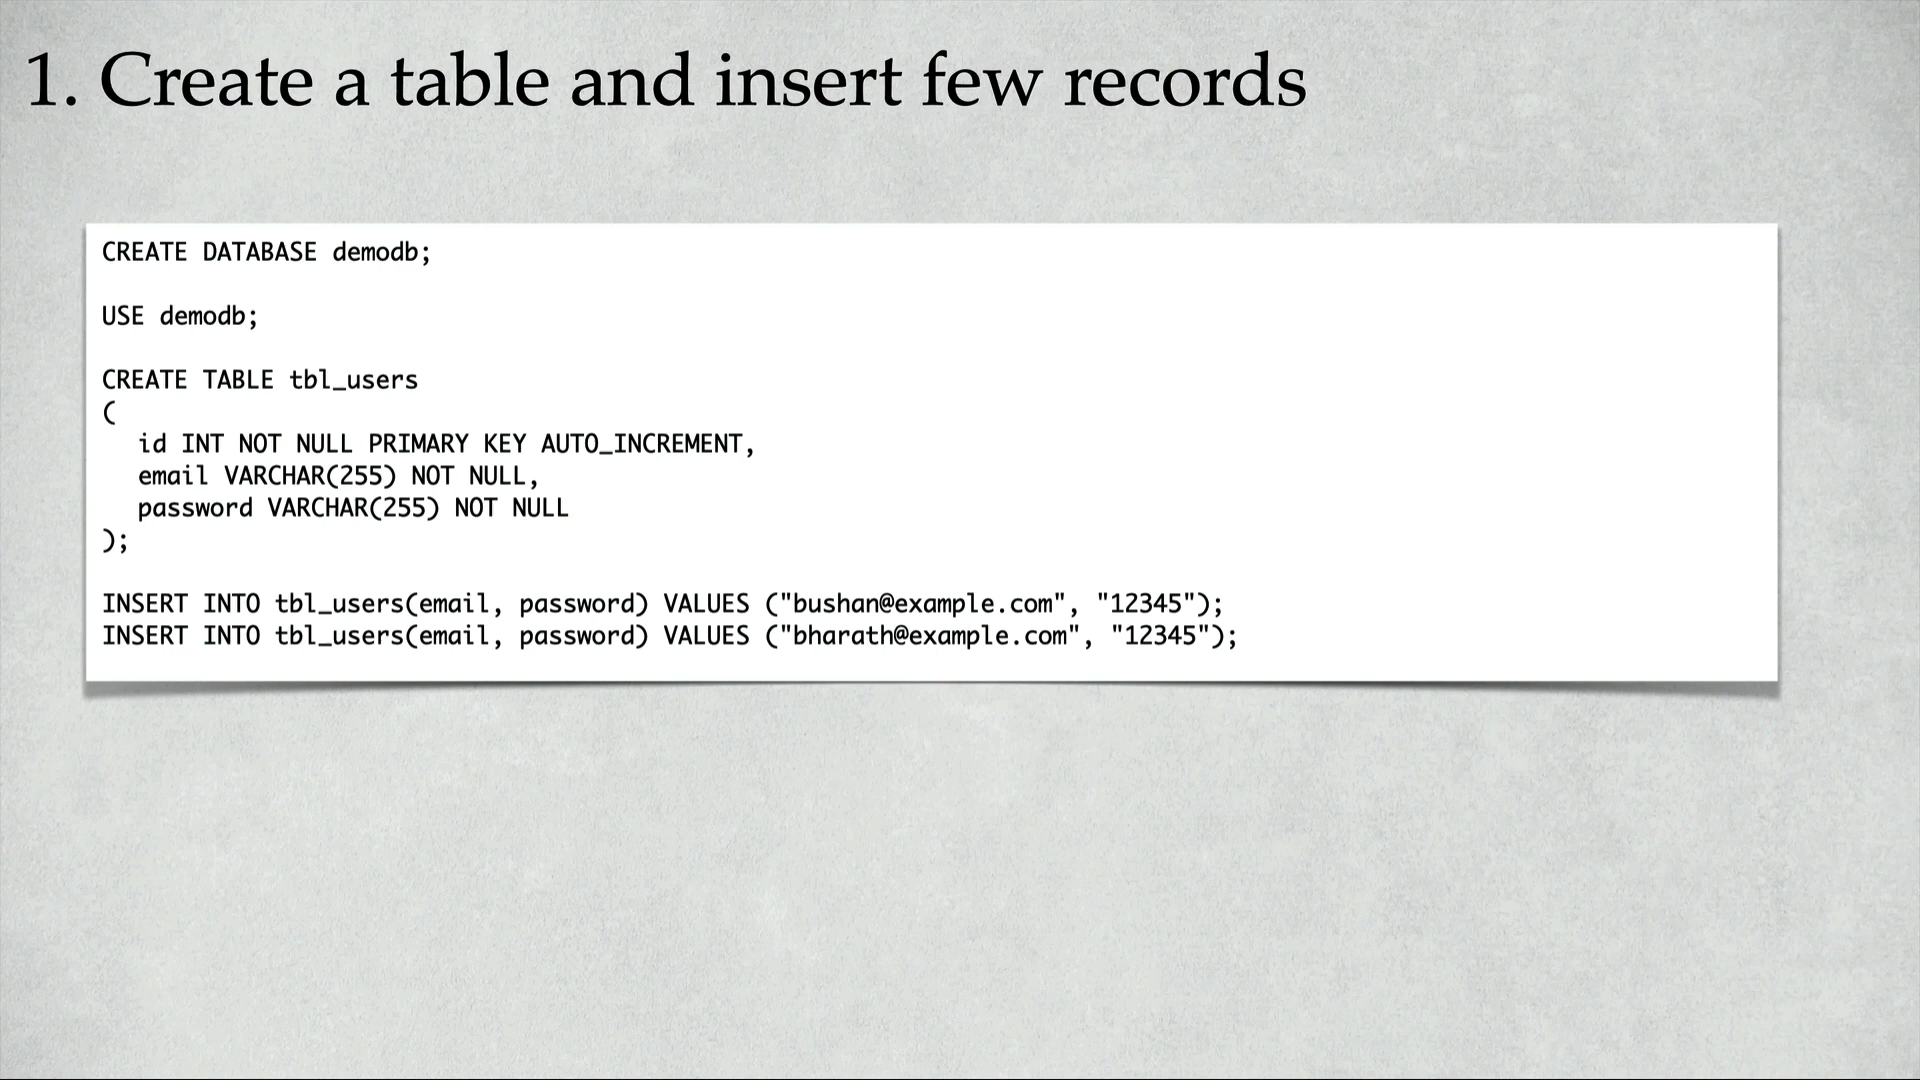 1. Create a table and insert few records
CREATE DATABASE demodb;
USE demodb;
CREATE TABLE tbl_users
(
id INT NOT NULL PRIMARY KEY AUTO_INCREMENT,
email VARCHAR(255) NOT NULL,
password VARCHAR(255) NOT NULL
);
INSERT INTO tbl_users(email, password) VALUES ("bushan@example.com", "12345");
INSERT INTO tbl_users(email, password) VALUES ("bharath@example.com", "12345");